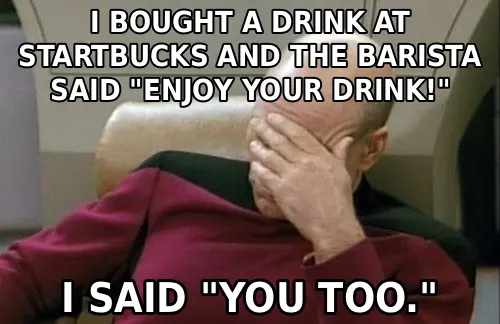 I BOUGHT A DRINK AT
STARTBUCKS AND THE BARISTA
SAID "ENJOY YOUR DRINK!"
I SAID "YOU TOO."